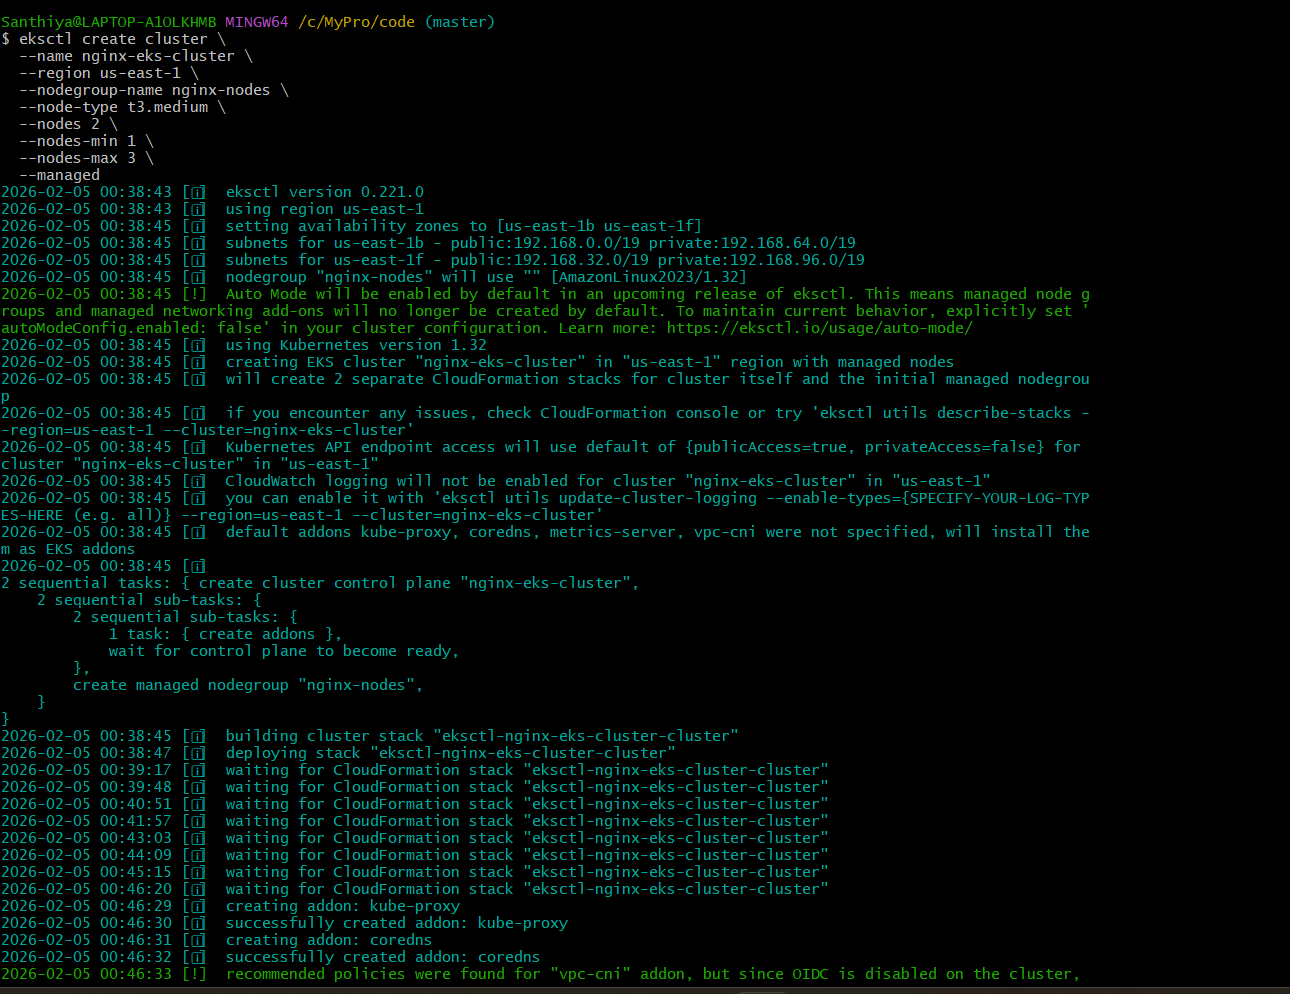 Santhiya@LAPTOP-A1OLKHMB MINGW64 /c/MyPro/code (master)
$ eksctl create cluster \
  --name nginx-eks-cluster \
  --region us-east-1 \
  --nodegroup-name nginx-nodes \
  --node-type t3.medium \
  --nodes 2 \
  --nodes-min 1 \
  --nodes-max 3 \
  --managed
2026-02-05 00:38:43 [ℹ]  eksctl version 0.221.0
2026-02-05 00:38:43 [ℹ]  using region us-east-1
2026-02-05 00:38:45 [ℹ]  setting availability zones to [us-east-1b us-east-1f]
2026-02-05 00:38:45 [ℹ]  subnets for us-east-1b - public:192.168.0.0/19 private:192.168.64.0/19
2026-02-05 00:38:45 [ℹ]  subnets for us-east-1f - public:192.168.32.0/19 private:192.168.96.0/19
2026-02-05 00:38:45 [ℹ]  nodegroup "nginx-nodes" will use "" [AmazonLinux2023/1.32]
2026-02-05 00:38:45 [!]  Auto Mode will be enabled by default in an upcoming release of eksctl. This means managed node g
roups and managed networking add-ons will no longer be created by default. To maintain current behavior, explicitly set '
autoModeConfig.enabled: false' in your cluster configuration. Learn more: https://eksctl.io/usage/auto-mode/
2026-02-05 00:38:45 [ℹ]  using Kubernetes version 1.32
2026-02-05 00:38:45 [ℹ]  creating EKS cluster "nginx-eks-cluster" in "us-east-1" region with managed nodes
2026-02-05 00:38:45 [ℹ]  will create 2 separate CloudFormation stacks for cluster itself and the initial managed nodegrou
p
2026-02-05 00:38:45 [ℹ]  if you encounter any issues, check CloudFormation console or try 'eksctl utils describe-stacks -
-region=us-east-1 --cluster=nginx-eks-cluster'
2026-02-05 00:38:45 [ℹ]  Kubernetes API endpoint access will use default of {publicAccess=true, privateAccess=false} for
cluster "nginx-eks-cluster" in "us-east-1"
2026-02-05 00:38:45 [ℹ]  CloudWatch logging will not be enabled for cluster "nginx-eks-cluster" in "us-east-1"
2026-02-05 00:38:45 [ℹ]  you can enable it with 'eksctl utils update-cluster-logging --enable-types={SPECIFY-YOUR-LOG-TYP
ES-HERE (e.g. all)} --region=us-east-1 --cluster=nginx-eks-cluster'
2026-02-05 00:38:45 [ℹ]  default addons kube-proxy, coredns, metrics-server, vpc-cni were not specified, will install the
m as EKS addons
2026-02-05 00:38:45 [ℹ]
2 sequential tasks: { create cluster control plane "nginx-eks-cluster",
    2 sequential sub-tasks: {
        2 sequential sub-tasks: {
            1 task: { create addons },
            wait for control plane to become ready,
        },
        create managed nodegroup "nginx-nodes",
    }
}
2026-02-05 00:38:45 [ℹ]  building cluster stack "eksctl-nginx-eks-cluster-cluster"
2026-02-05 00:38:47 [ℹ]  deploying stack "eksctl-nginx-eks-cluster-cluster"
2026-02-05 00:39:17 [ℹ]  waiting for CloudFormation stack "eksctl-nginx-eks-cluster-cluster"
2026-02-05 00:39:48 [ℹ]  waiting for CloudFormation stack "eksctl-nginx-eks-cluster-cluster"
2026-02-05 00:40:51 [ℹ]  waiting for CloudFormation stack "eksctl-nginx-eks-cluster-cluster"
2026-02-05 00:41:57 [ℹ]  waiting for CloudFormation stack "eksctl-nginx-eks-cluster-cluster"
2026-02-05 00:43:03 [ℹ]  waiting for CloudFormation stack "eksctl-nginx-eks-cluster-cluster"
2026-02-05 00:44:09 [ℹ]  waiting for CloudFormation stack "eksctl-nginx-eks-cluster-cluster"
2026-02-05 00:45:15 [ℹ]  waiting for CloudFormation stack "eksctl-nginx-eks-cluster-cluster"
2026-02-05 00:46:20 [ℹ]  waiting for CloudFormation stack "eksctl-nginx-eks-cluster-cluster"
2026-02-05 00:46:29 [ℹ]  creating addon: kube-proxy
2026-02-05 00:46:30 [ℹ]  successfully created addon: kube-proxy
2026-02-05 00:46:31 [ℹ]  creating addon: coredns
2026-02-05 00:46:32 [ℹ]  successfully created addon: coredns
2026-02-05 00:46:33 [!]  recommended policies were found for "vpc-cni" addon, but since OIDC is disabled on the cluster,